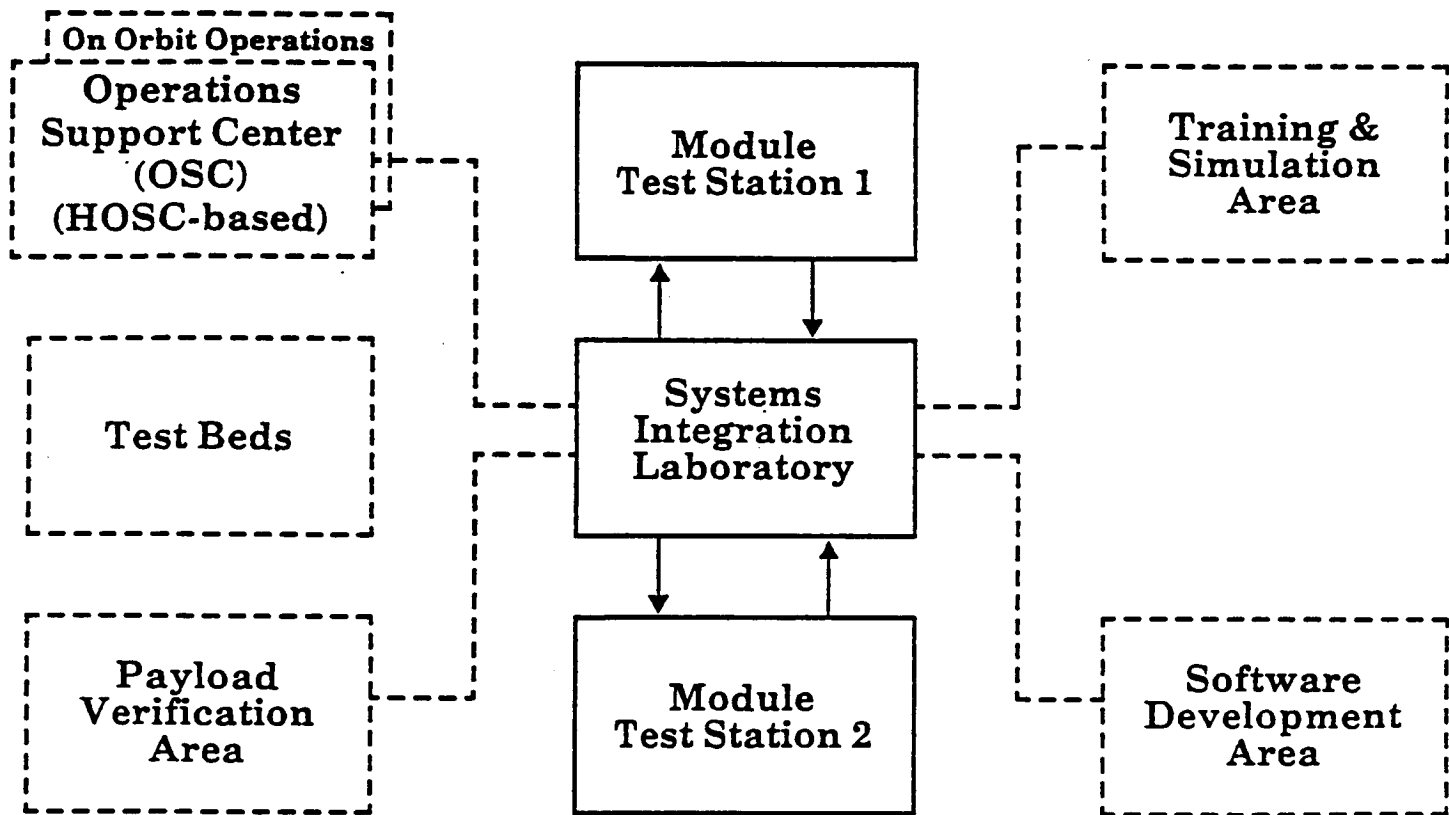 On Orbit Operations
Operations
Support Center
(OSC)
(HOSC-based)
Module
Test Station 1
Training &
Simulation
Area
Test Beds
Systems
Integration
Laboratory
Payload
Verification
Area
Module
Test Station 2
Software
Development
Area